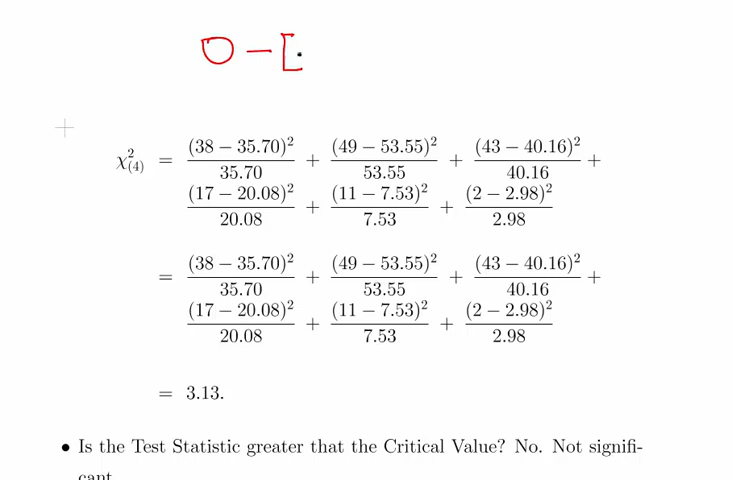 O - E
χ²₍₄₎ = (38 − 35.70)²/35.70 + (49 − 53.55)²/53.55 + (43 − 40.16)²/40.16 +
(17 − 20.08)²/20.08 + (11 − 7.53)²/7.53 + (2 − 2.98)²/2.98
= (38 − 35.70)²/35.70 + (49 − 53.55)²/53.55 + (43 − 40.16)²/40.16 +
(17 − 20.08)²/20.08 + (11 − 7.53)²/7.53 + (2 − 2.98)²/2.98
= 3.13.
• Is the Test Statistic greater that the Critical Value? No. Not signifi-
cant